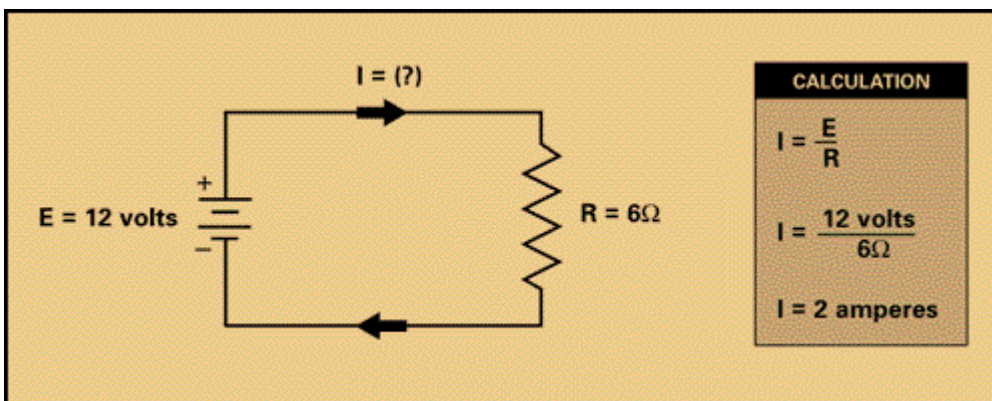 I = (?)
+
E = 12 volts
−
R = 6Ω
CALCULATION
I = E/R
I = 12 volts/6Ω
I = 2 amperes